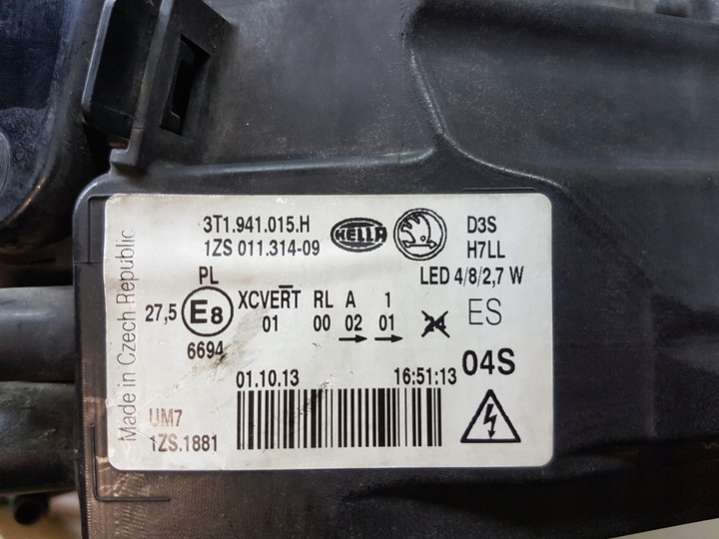 3T1.941.015.H
1ZS 011.314-09
HELLA
D3S
H7LL
LED 4/8/2,7 W
PL
27,5 E8
6694
XCVERT RL A 1
01 00 02 01
24 ES
04S
01.10.13 16:51:13
UM7
1ZS.1881
Made in Czech Republic